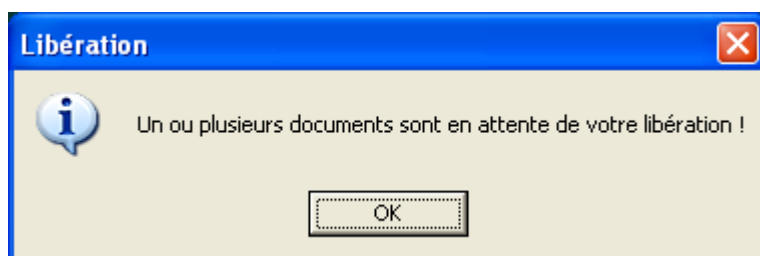 Libération
Un ou plusieurs documents sont en attente de votre libération !
OK